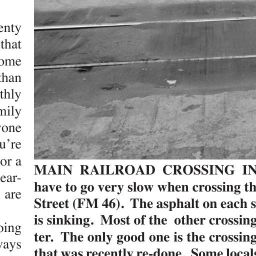 enty
that
ome
than
thly
mily
yone
u're
or a
ear-
are
oing
ways
MAIN RAILROAD CROSSING IN
have to go very slow when crossing th
Street (FM 46). The asphalt on each s
is sinking. Most of the other crossing
ter. The only good one is the crossing
that was recently re-done. Some locals